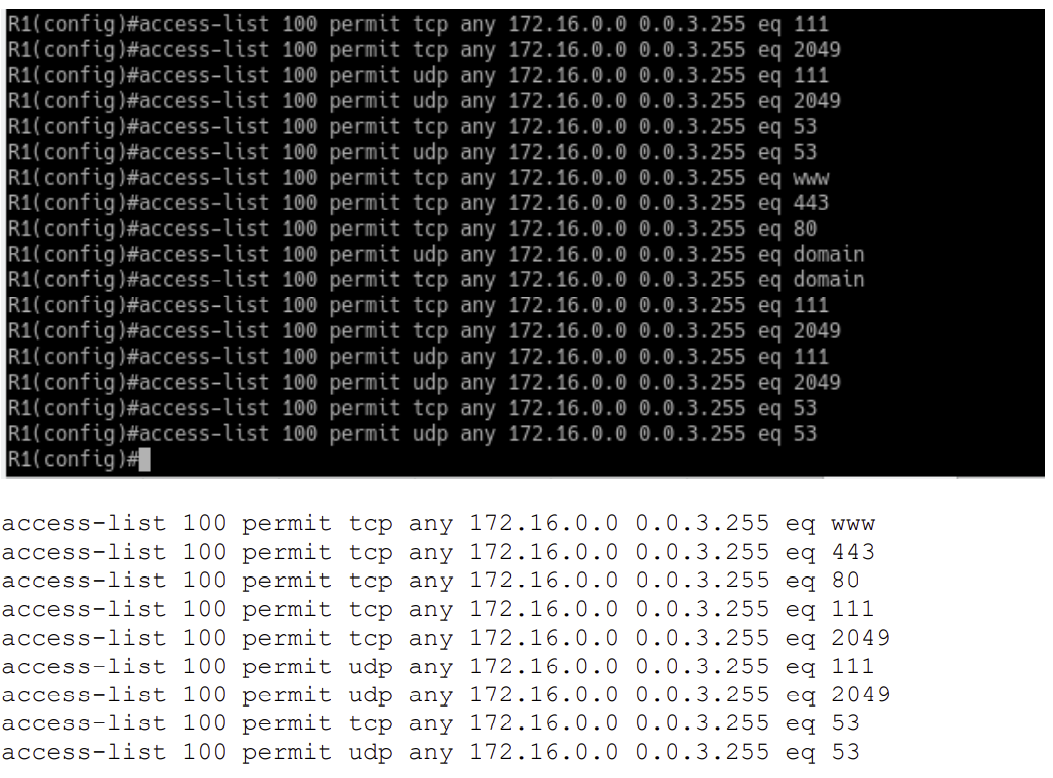 R1(config)#access-list 100 permit tcp any 172.16.0.0 0.0.3.255 eq 111
R1(config)#access-list 100 permit tcp any 172.16.0.0 0.0.3.255 eq 2049
R1(config)#access-list 100 permit udp any 172.16.0.0 0.0.3.255 eq 111
R1(config)#access-list 100 permit udp any 172.16.0.0 0.0.3.255 eq 2049
R1(config)#access-list 100 permit tcp any 172.16.0.0 0.0.3.255 eq 53
R1(config)#access-list 100 permit udp any 172.16.0.0 0.0.3.255 eq 53
R1(config)#access-list 100 permit tcp any 172.16.0.0 0.0.3.255 eq www
R1(config)#access-list 100 permit tcp any 172.16.0.0 0.0.3.255 eq 443
R1(config)#access-list 100 permit tcp any 172.16.0.0 0.0.3.255 eq 80
R1(config)#access-list 100 permit udp any 172.16.0.0 0.0.3.255 eq domain
R1(config)#access-list 100 permit tcp any 172.16.0.0 0.0.3.255 eq domain
R1(config)#access-list 100 permit tcp any 172.16.0.0 0.0.3.255 eq 111
R1(config)#access-list 100 permit tcp any 172.16.0.0 0.0.3.255 eq 2049
R1(config)#access-list 100 permit udp any 172.16.0.0 0.0.3.255 eq 111
R1(config)#access-list 100 permit udp any 172.16.0.0 0.0.3.255 eq 2049
R1(config)#access-list 100 permit tcp any 172.16.0.0 0.0.3.255 eq 53
R1(config)#access-list 100 permit udp any 172.16.0.0 0.0.3.255 eq 53
R1(config)#
access-list 100 permit tcp any 172.16.0.0 0.0.3.255 eq www
access-list 100 permit tcp any 172.16.0.0 0.0.3.255 eq 443
access-list 100 permit tcp any 172.16.0.0 0.0.3.255 eq 80
access-list 100 permit tcp any 172.16.0.0 0.0.3.255 eq 111
access-list 100 permit tcp any 172.16.0.0 0.0.3.255 eq 2049
access-list 100 permit udp any 172.16.0.0 0.0.3.255 eq 111
access-list 100 permit udp any 172.16.0.0 0.0.3.255 eq 2049
access-list 100 permit tcp any 172.16.0.0 0.0.3.255 eq 53
access-list 100 permit udp any 172.16.0.0 0.0.3.255 eq 53